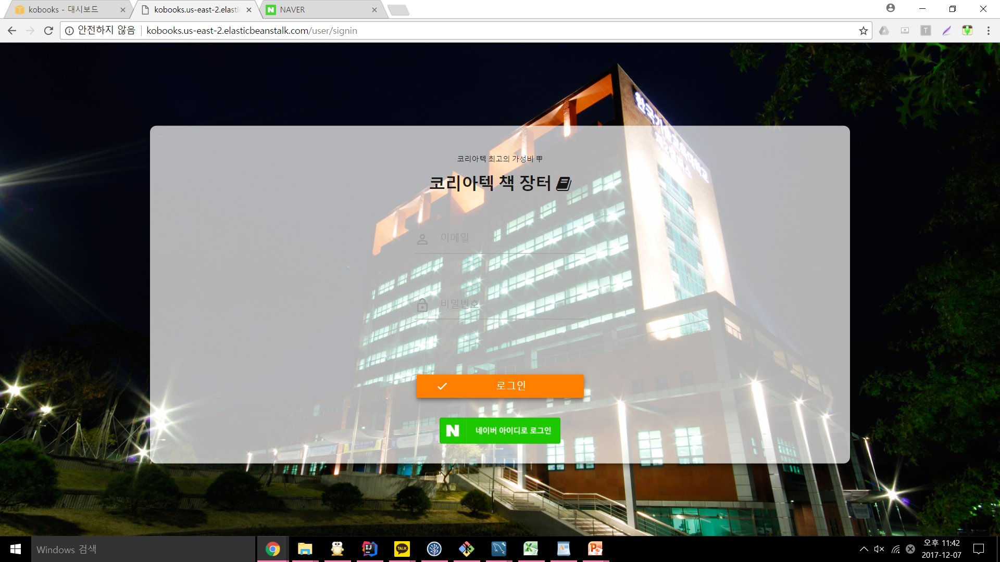 kobooks - 대시보드
kobooks.us-east-2.elastic
NAVER
안전하지 않음
kobooks.us-east-2.elasticbeanstalk.com/user/signin
코리아텍 최고의 가성비 甲
코리아텍 책 장터
이메일
비밀번호
로그인
네이버 아이디로 로그인
Windows 검색
TALK
오후 11:42
2017-12-07